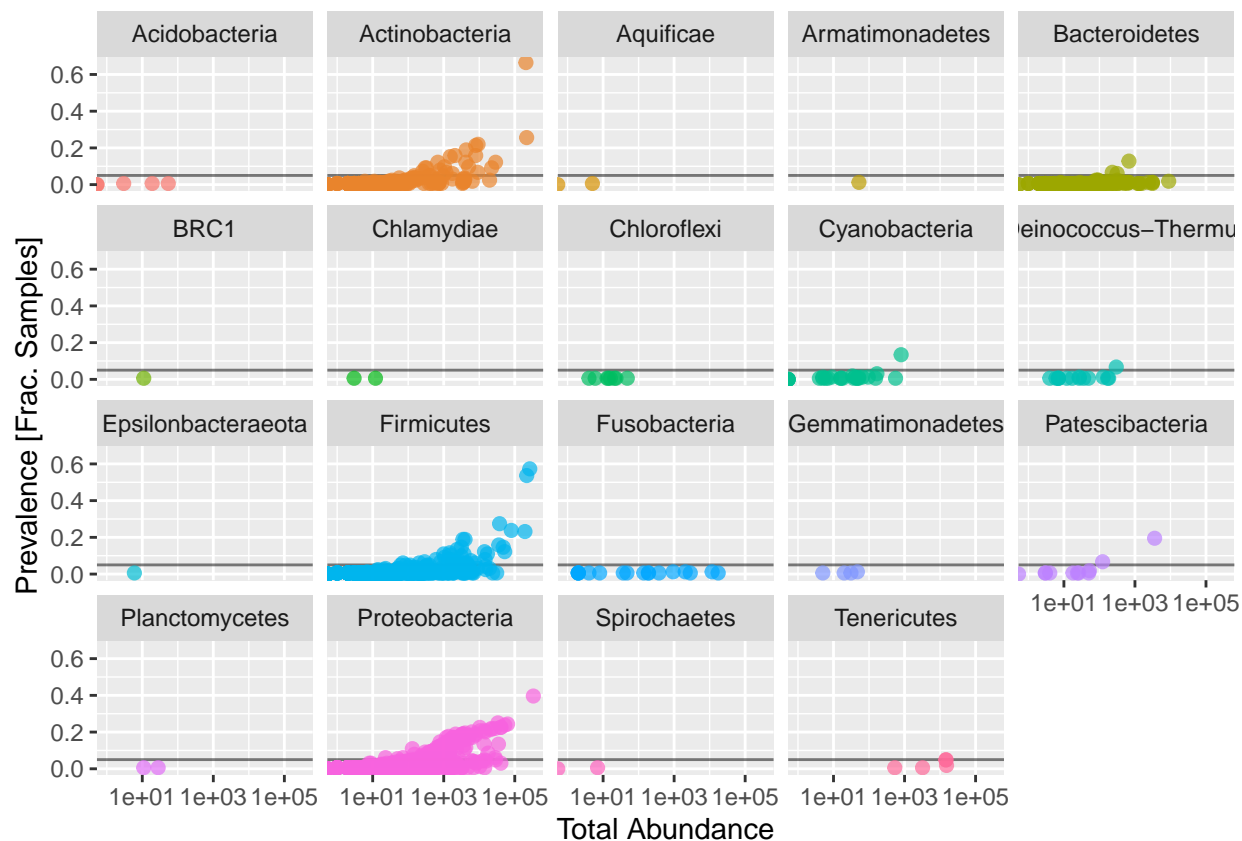 Acidobacteria Actinobacteria Aquificae Armatimonadetes Bacteroidetes
0.6
0.4
0.2
0.0
BRC1 Chlamydiae Chloroflexi Cyanobacteria Deinococcus−Thermu
0.6
0.4
0.2
0.0
Prevalence [Frac. Samples]
Epsilonbacteraeota Firmicutes Fusobacteria Gemmatimonadetes Patescibacteria
0.6
0.4
0.2
0.0
1e+01 1e+03 1e+05
Planctomycetes Proteobacteria Spirochaetes Tenericutes
0.6
0.4
0.2
0.0
1e+01 1e+03 1e+05 1e+01 1e+03 1e+05 1e+01 1e+03 1e+05 1e+01 1e+03 1e+05
Total Abundance